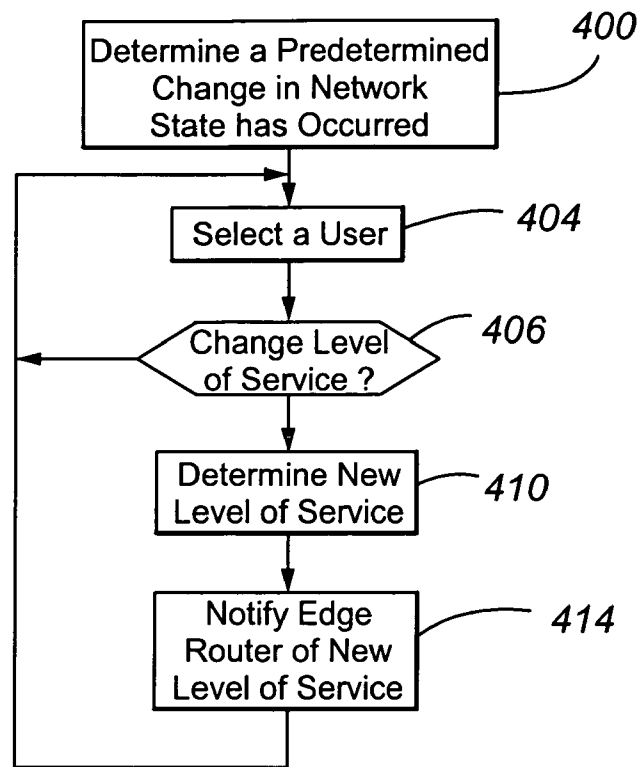 Determine a Predetermined
Change in Network
State has Occurred
400
Select a User
404
Change Level
of Service ?
406
Determine New
Level of Service
410
Notify Edge
Router of New
Level of Service
414